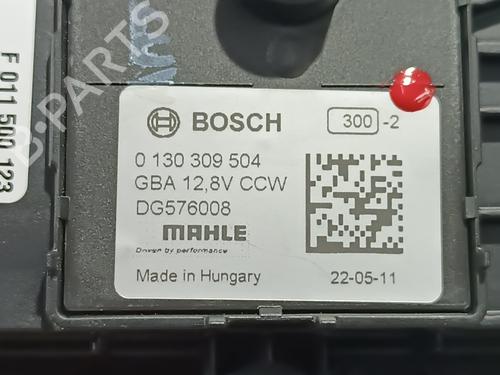 F 011 500 123
B-PARTS
BOSCH
300 -2
0 130 309 504
GBA 12,8V CCW
DG576008
MAHLE
Driven by performance
Made in Hungary
22-05-11